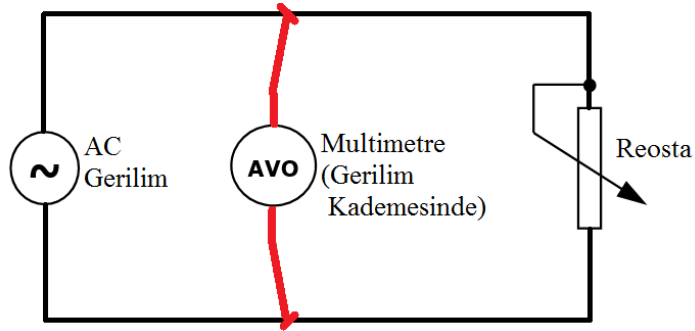 AC
Gerilim
~
AVO
Multimetre
(Gerilim
Kademesinde)
Reosta